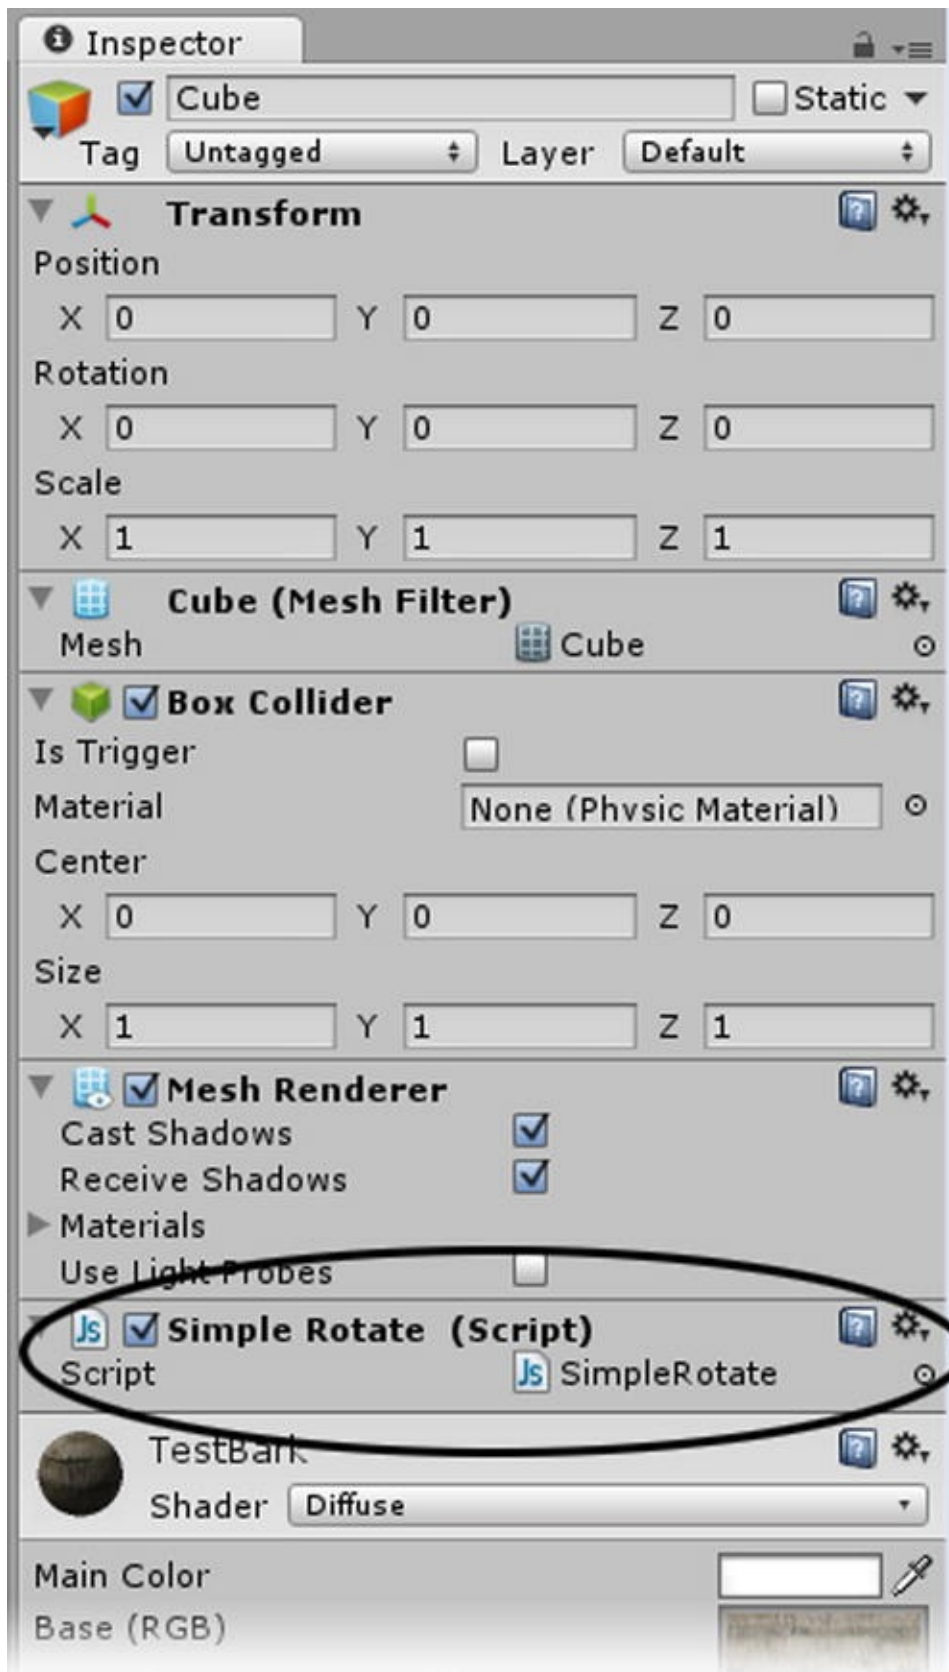 Inspector
Cube Static
Tag Untagged Layer Default
Transform
Position
X 0 Y 0 Z 0
Rotation
X 0 Y 0 Z 0
Scale
X 1 Y 1 Z 1
Cube (Mesh Filter)
Mesh Cube
Box Collider
Is Trigger
Material None (Physic Material)
Center
X 0 Y 0 Z 0
Size
X 1 Y 1 Z 1
Mesh Renderer
Cast Shadows
Receive Shadows
Materials
Use Light Probes
Js Simple Rotate (Script)
Script Js SimpleRotate
TestBark
Shader Diffuse
Main Color
Base (RGB)